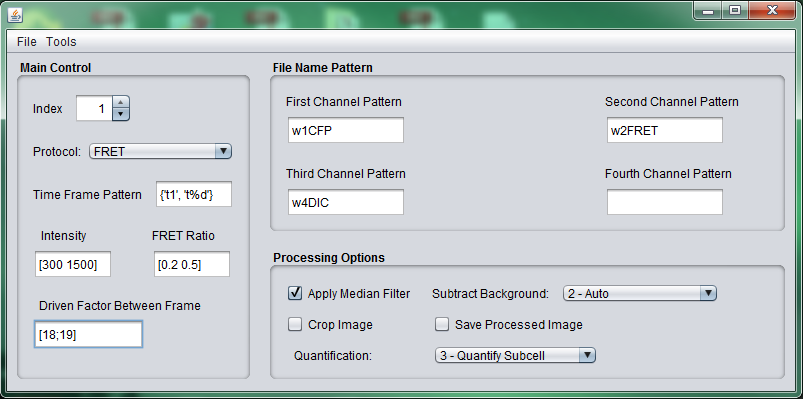 File Tools
Main Control
Index 1
Protocol: FRET
Time Frame Pattern {'t1', 't%d'}
Intensity FRET Ratio
[300 1500] [0.2 0.5]
Driven Factor Between Frame
[18;19]
File Name Pattern
First Channel Pattern Second Channel Pattern
w1CFP w2FRET
Third Channel Pattern Fourth Channel Pattern
w4DIC
Processing Options
Apply Median Filter Subtract Background: 2 - Auto
Crop Image Save Processed Image
Quantification: 3 - Quantify Subcell